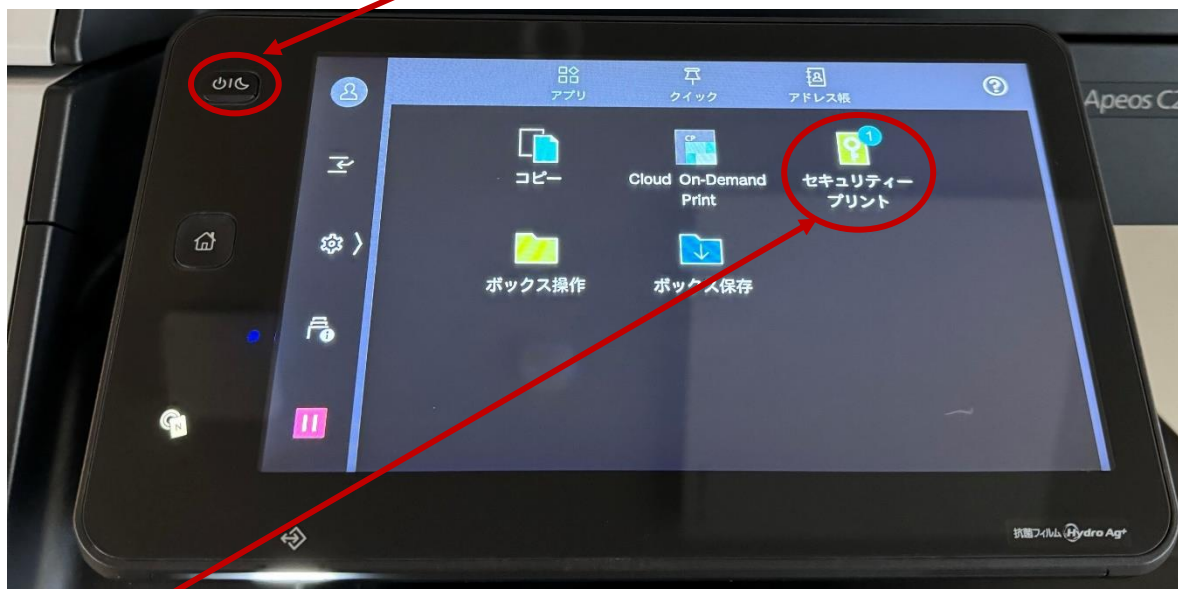 アプリ
クイック
アドレス帳
Apeos C2
コピー
CP
Cloud On-Demand
Print
1
セキュリティー
プリント
ボックス操作
ボックス保存
N
抗菌フィルム Hydro Ag+